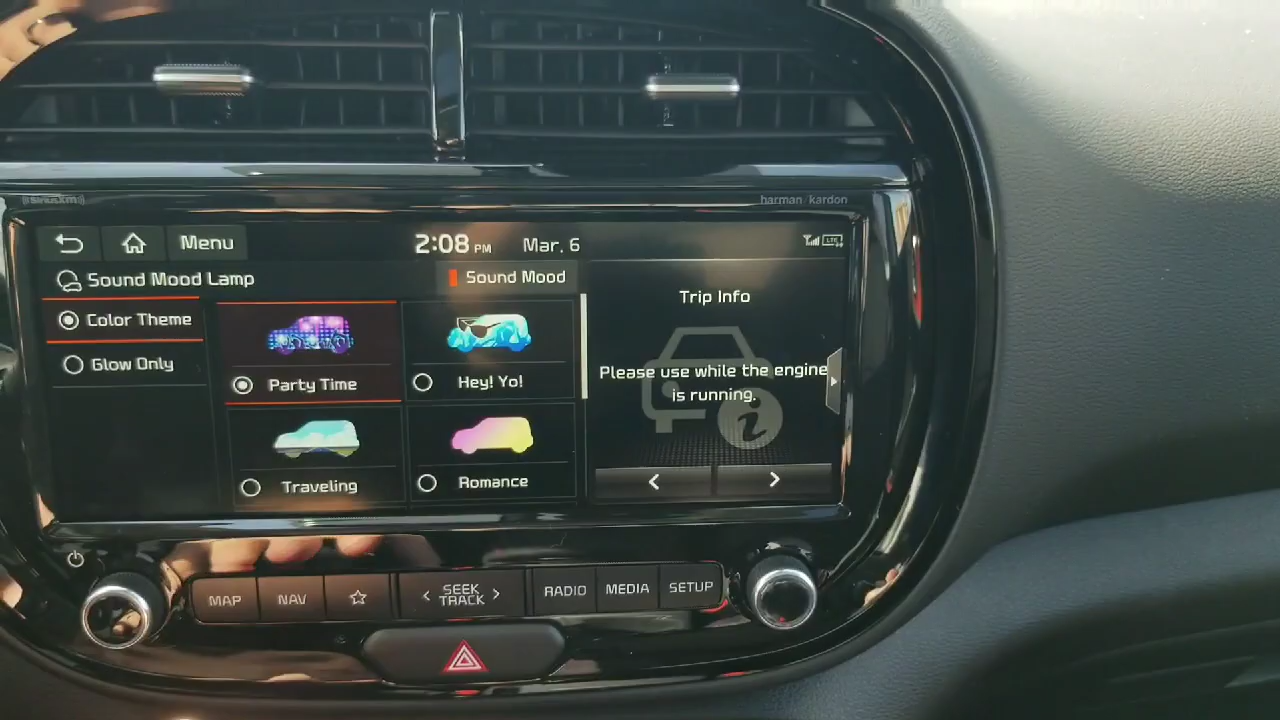 ((SiriusXM))
harman/kardon
Menu
2:08 PM
Mar. 6
LTE
Sound Mood Lamp
Sound Mood
Color Theme
Glow Only
Party Time
Hey! Yo!
Traveling
Romance
Trip Info
Please use while the engine
is running.
i
< >
MAP
NAV
< SEEK >
TRACK
RADIO
MEDIA
SETUP